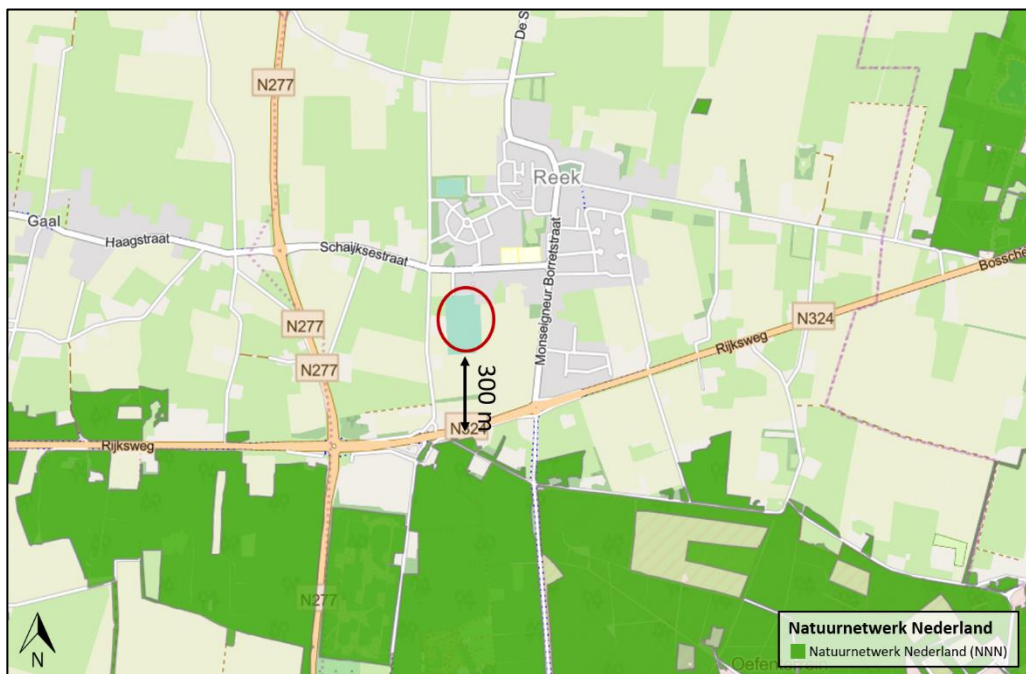 De S
N277
Reek
Gaal
Haagstraat
Schaijksestraat
Monseigneur Borretstraat
Bossche
N324
N277
Rijksweg
N277
300 m
N324
Rijksweg
N277
N
Natuurnetwerk Nederland
Natuurnetwerk Nederland (NNN)